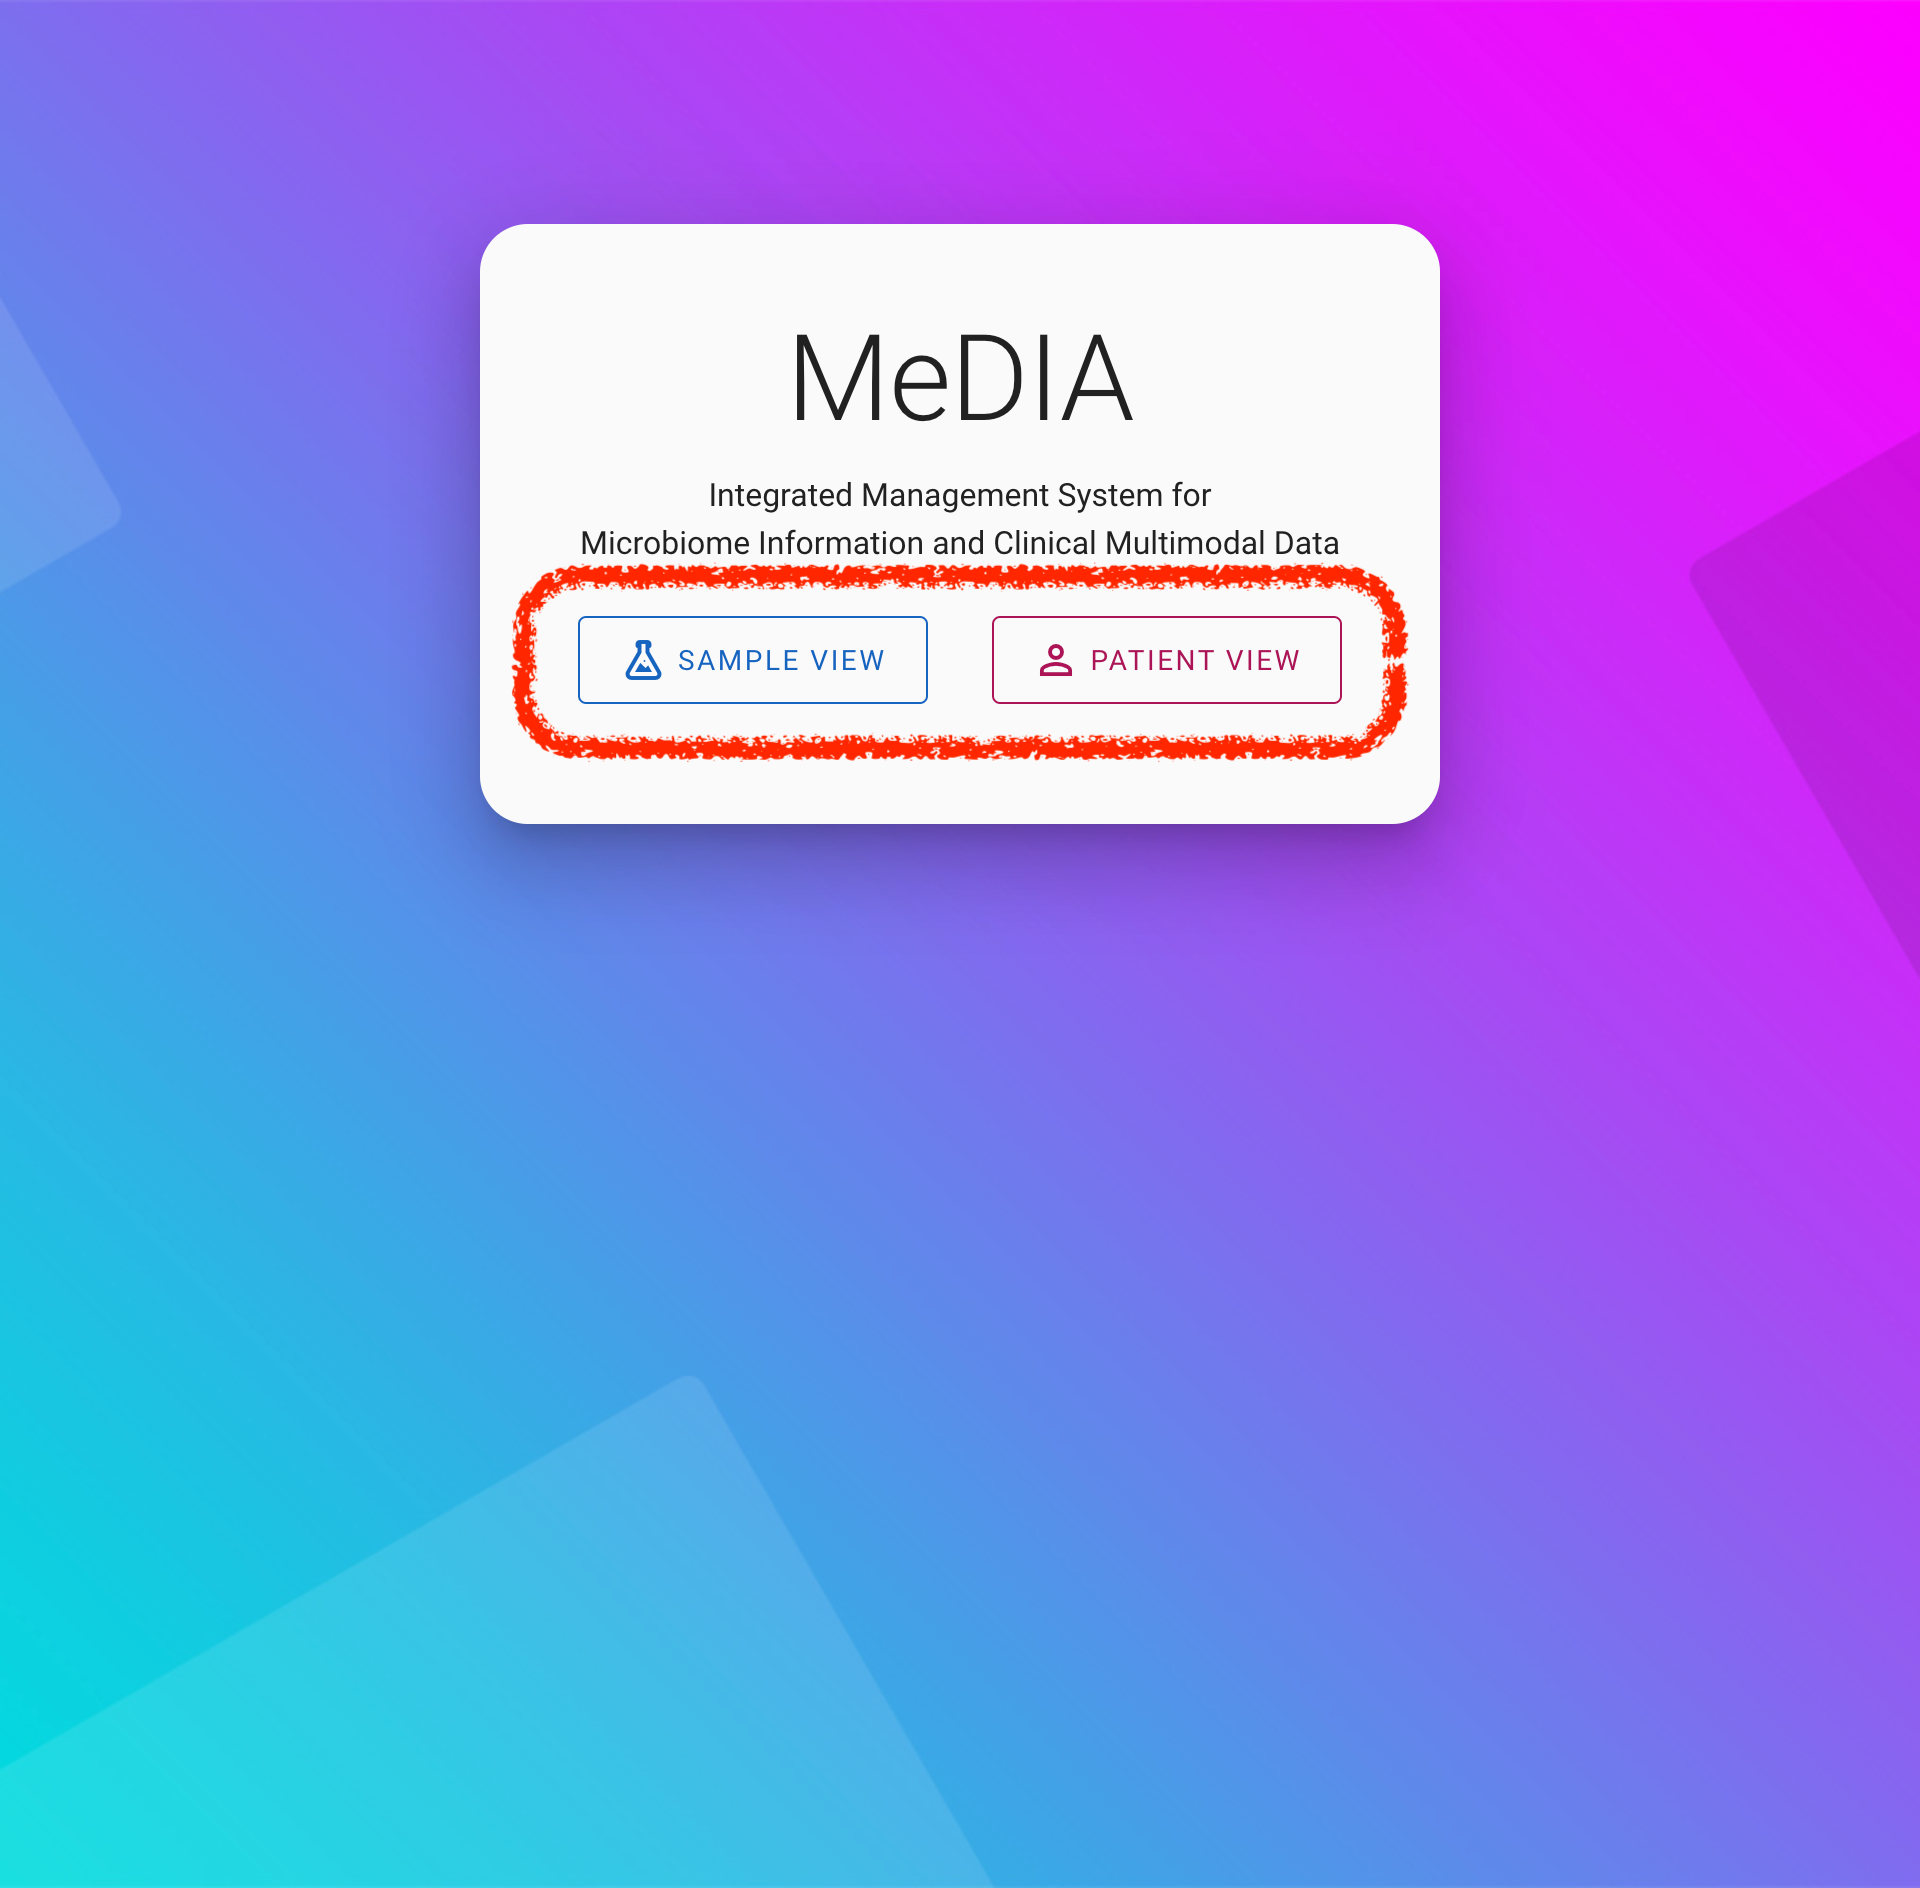 MeDIA
Integrated Management System for
Microbiome Information and Clinical Multimodal Data
SAMPLE VIEW
PATIENT VIEW